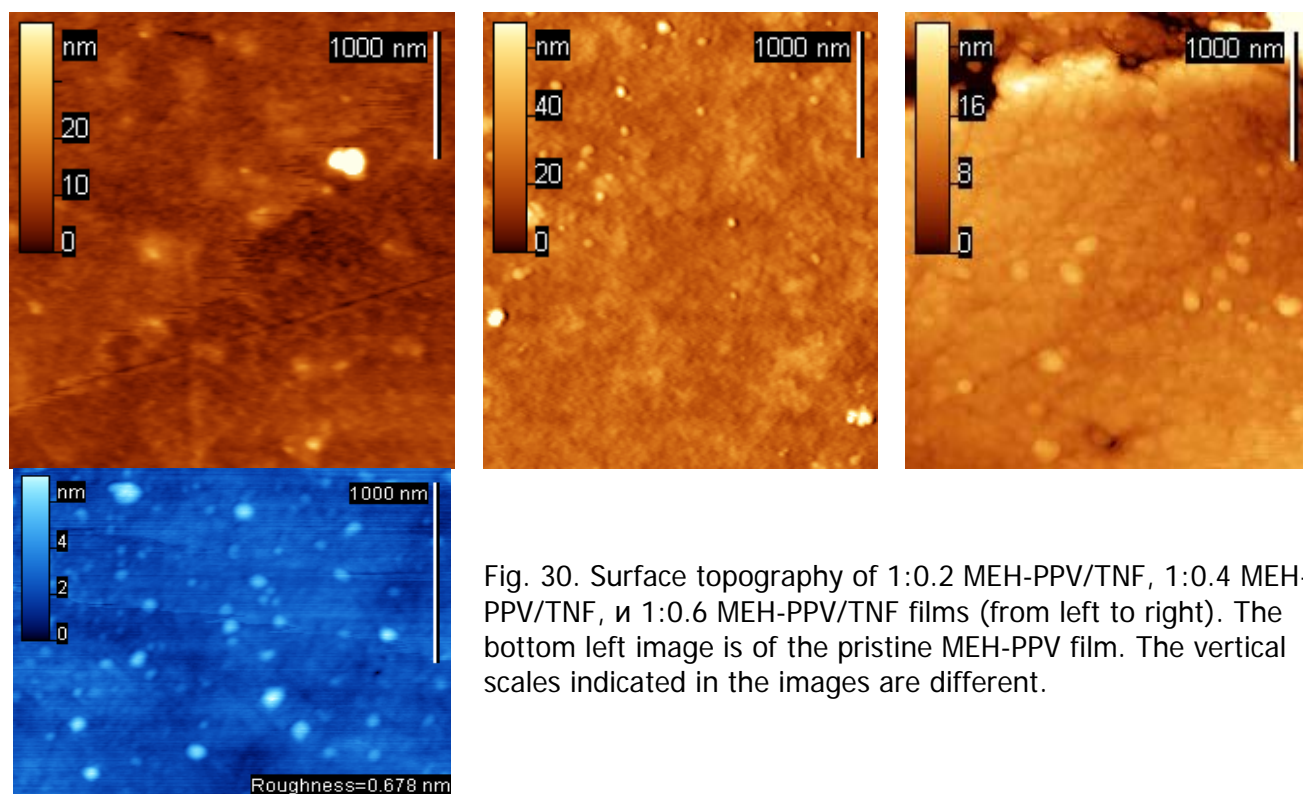 nm
1000 nm
20
10
0
nm
1000 nm
40
20
0
nm
1000 nm
16
8
0
nm
1000 nm
4
2
0
Roughness=0.678 nm
Fig. 30. Surface topography of 1:0.2 MEH-PPV/TNF, 1:0.4 MEH-
PPV/TNF, и 1:0.6 MEH-PPV/TNF films (from left to right). The
bottom left image is of the pristine MEH-PPV film. The vertical
scales indicated in the images are different.